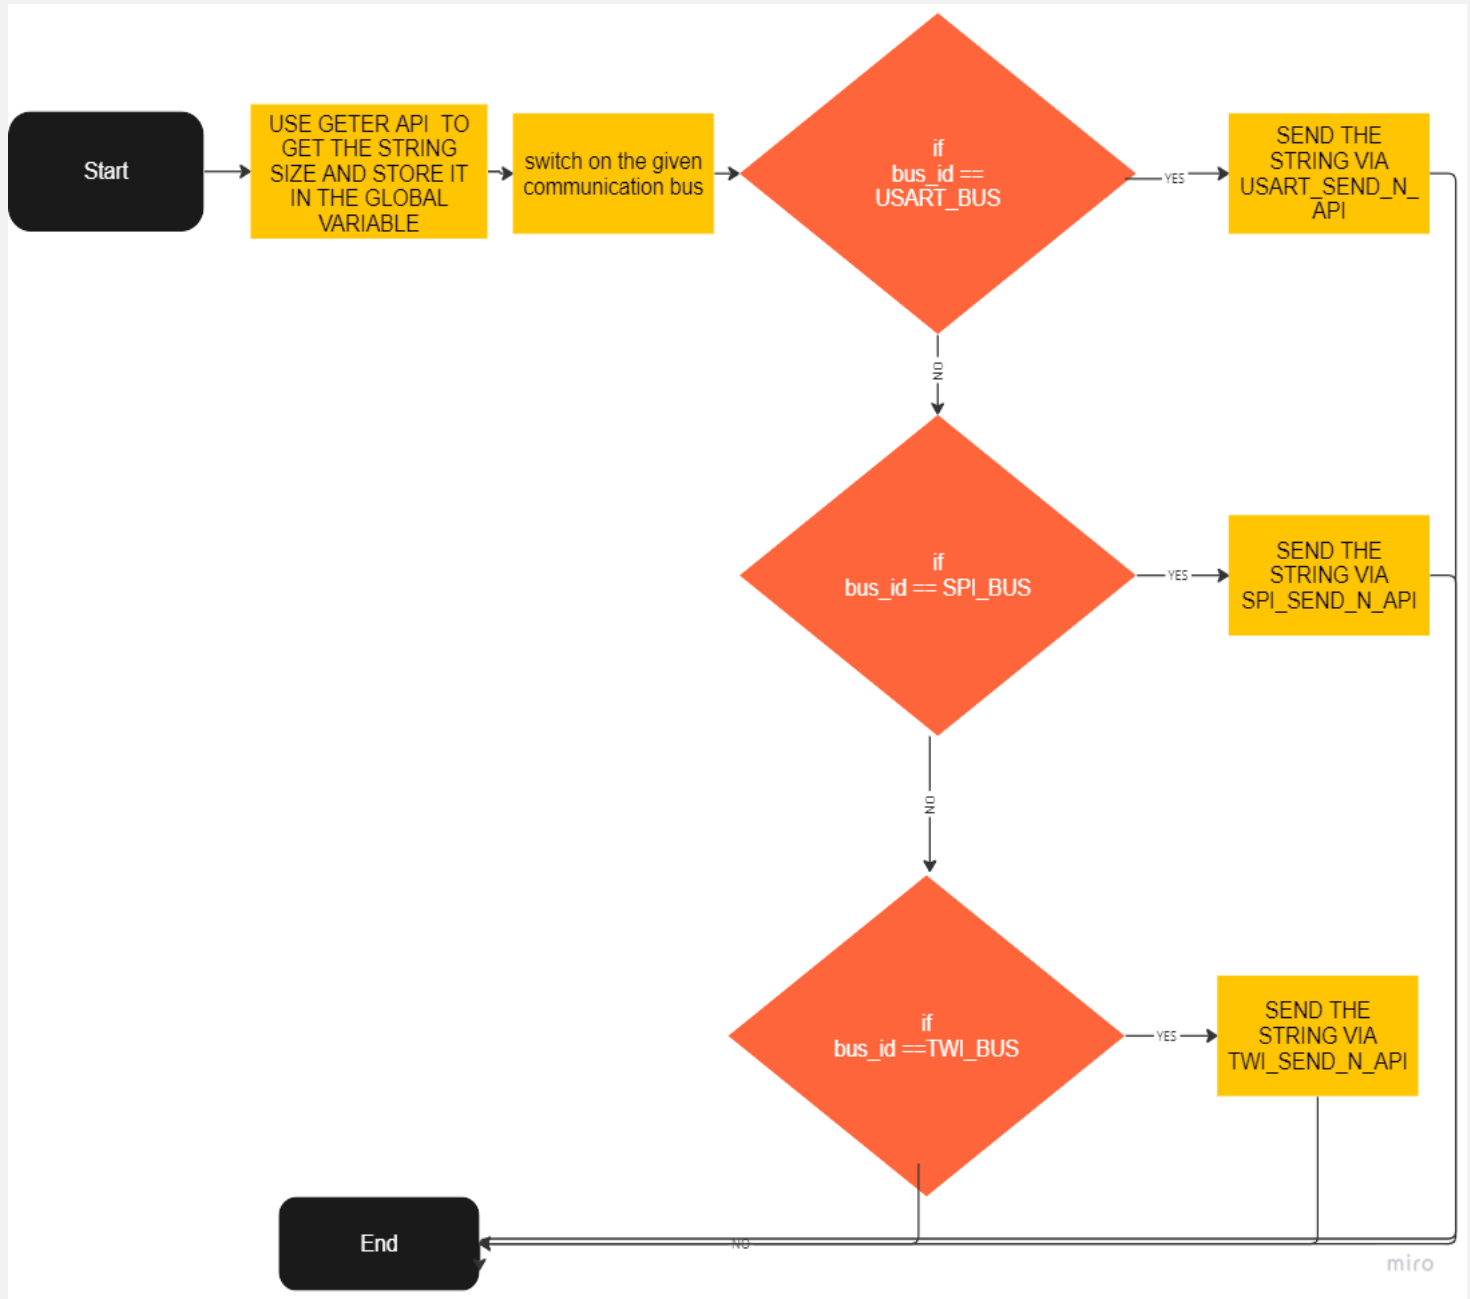 Start
USE GETER API  TO
GET THE STRING
SIZE AND STORE IT
IN THE GLOBAL
VARIABLE
switch on the given
communication bus
if
bus_id ==
USART_BUS
YES
SEND THE
STRING VIA
USART_SEND_N_
API
NO
if
bus_id == SPI_BUS
YES
SEND THE
STRING VIA
SPI_SEND_N_API
NO
if
bus_id ==TWI_BUS
YES
SEND THE
STRING VIA
TWI_SEND_N_API
NO
End
miro